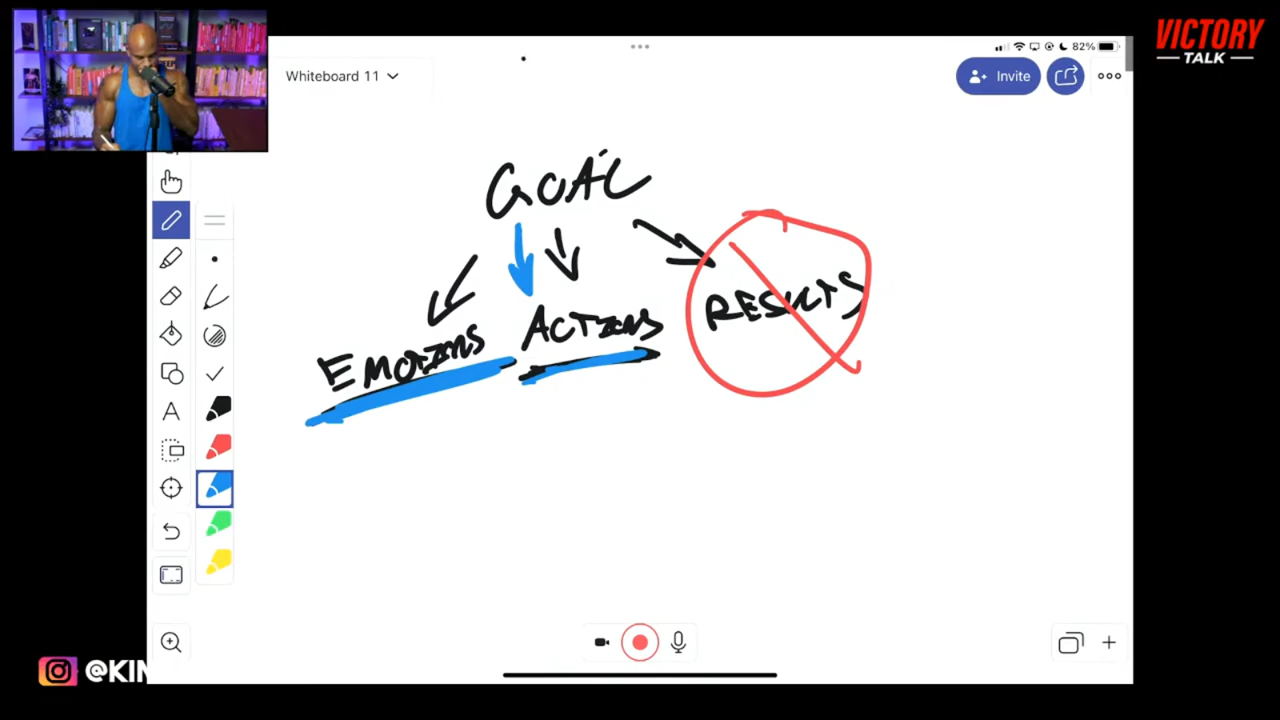 VICTORY
TALK
82%
Whiteboard 11
Invite
GOAL
EMOTIONS
ACTIONS
RESULTS
A
@KIN